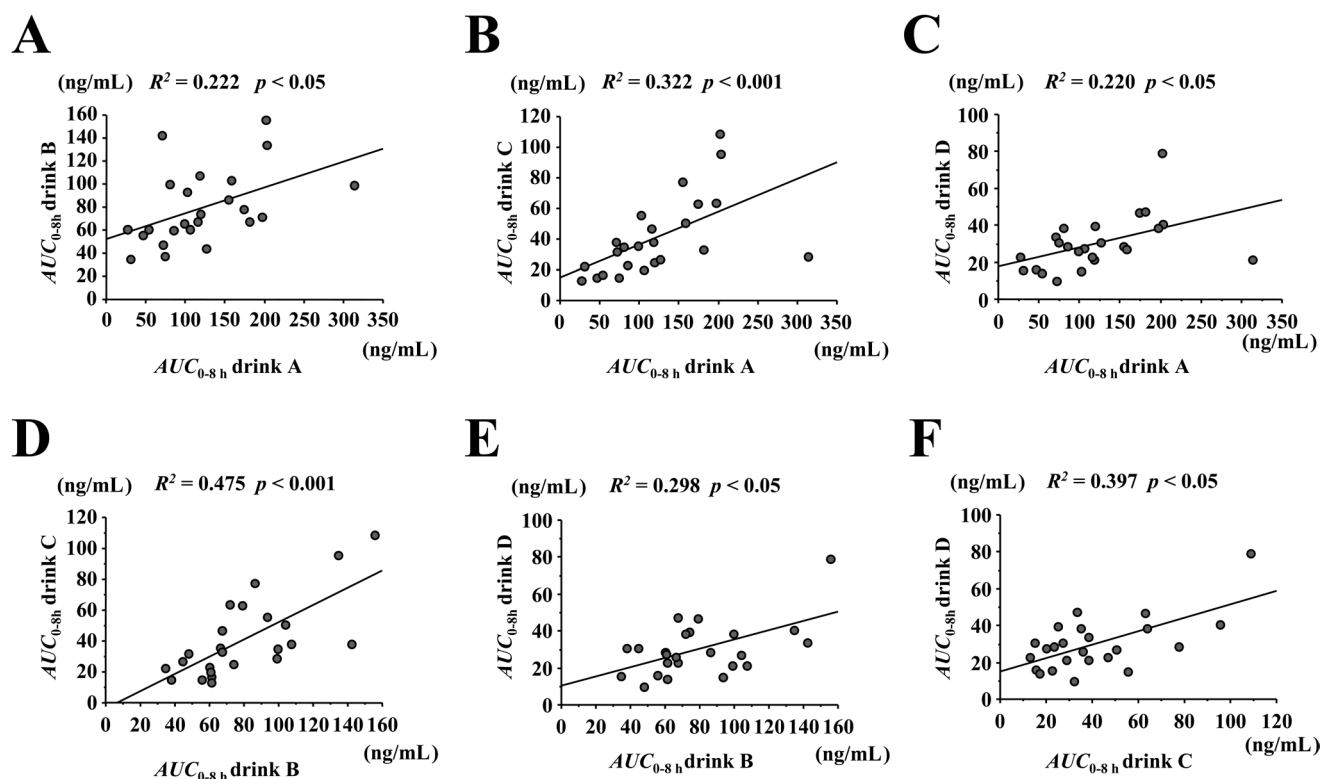 A
(ng/mL) R² = 0.222 p < 0.05
AUC0-8h drink B
160
140
120
100
80
60
40
20
0
0 50 100 150 200 250 300 350
(ng/mL)
AUC0-8 h drink A
B
(ng/mL) R² = 0.322 p < 0.001
AUC0-8h drink C
120
100
80
60
40
20
0
0 50 100 150 200 250 300 350
(ng/mL)
AUC0-8 h drink A
C
(ng/mL) R² = 0.220 p < 0.05
AUC0-8h drink D
100
80
60
40
20
0
0 50 100 150 200 250 300 350
(ng/mL)
AUC0-8 h drink A
D
(ng/mL) R² = 0.475 p < 0.001
AUC0-8h drink C
120
100
80
60
40
20
0
0 20 40 60 80 100 120 140 160
(ng/mL)
AUC0-8 h drink B
E
(ng/mL) R² = 0.298 p < 0.05
AUC0-8h drink D
100
80
60
40
20
0
0 20 40 60 80 100 120 140 160
(ng/mL)
AUC0-8 h drink B
F
(ng/mL) R² = 0.397 p < 0.05
AUC0-8h drink D
100
80
60
40
20
0
0 20 40 60 80 100 120
(ng/mL)
AUC0-8 h drink C